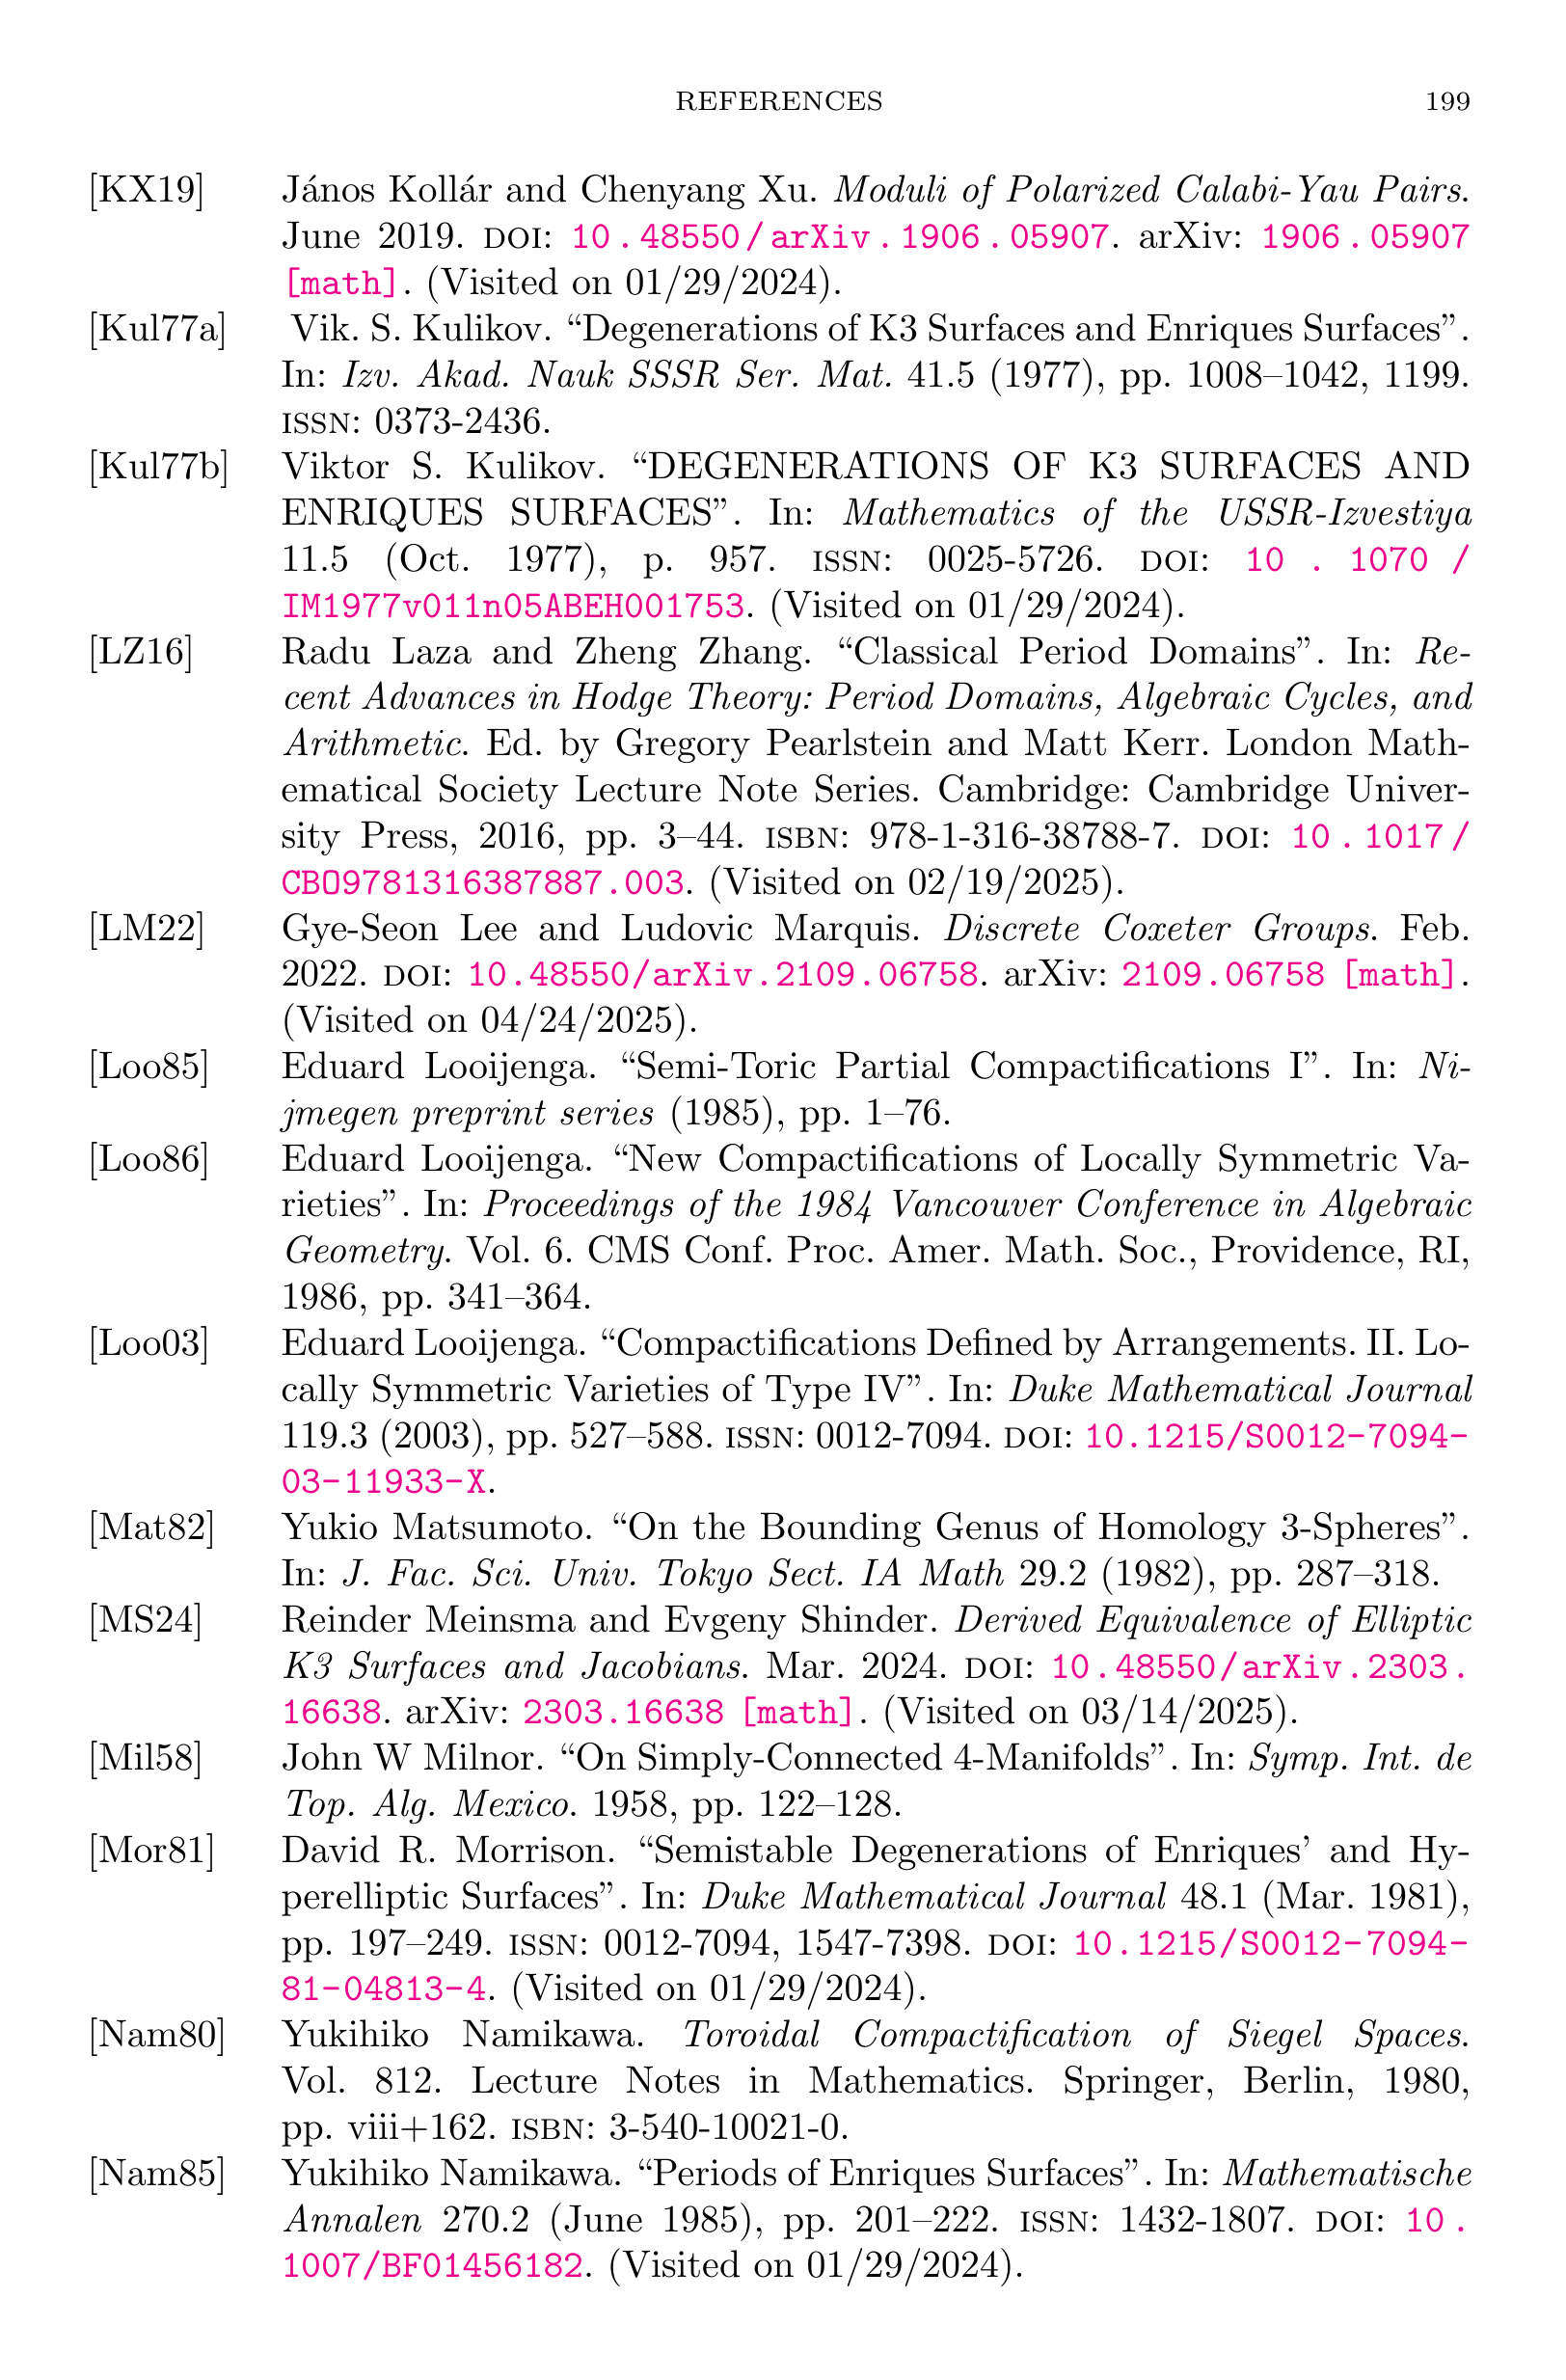 REFERENCES 199
[KX19] János Kollár and Chenyang Xu. Moduli of Polarized Calabi-Yau Pairs.
June 2019. DOI: 10.48550/arXiv.1906.05907. arXiv: 1906.05907
[math]. (Visited on 01/29/2024).
[Kul77a] Vik. S. Kulikov. “Degenerations of K3 Surfaces and Enriques Surfaces”.
In: Izv. Akad. Nauk SSSR Ser. Mat. 41.5 (1977), pp. 1008–1042, 1199.
ISSN: 0373-2436.
[Kul77b] Viktor S. Kulikov. “DEGENERATIONS OF K3 SURFACES AND
ENRIQUES SURFACES”. In: Mathematics of the USSR-Izvestiya
11.5 (Oct. 1977), p. 957. ISSN: 0025-5726. DOI: 10 . 1070 /
IM1977v011n05ABEH001753. (Visited on 01/29/2024).
[LZ16] Radu Laza and Zheng Zhang. “Classical Period Domains”. In: Re-
cent Advances in Hodge Theory: Period Domains, Algebraic Cycles, and
Arithmetic. Ed. by Gregory Pearlstein and Matt Kerr. London Math-
ematical Society Lecture Note Series. Cambridge: Cambridge Univer-
sity Press, 2016, pp. 3–44. ISBN: 978-1-316-38788-7. DOI: 10.1017/
CBO9781316387887.003. (Visited on 02/19/2025).
[LM22] Gye-Seon Lee and Ludovic Marquis. Discrete Coxeter Groups. Feb.
2022. DOI: 10.48550/arXiv.2109.06758. arXiv: 2109.06758 [math].
(Visited on 04/24/2025).
[Loo85] Eduard Looijenga. “Semi-Toric Partial Compactifications I”. In: Ni-
jmegen preprint series (1985), pp. 1–76.
[Loo86] Eduard Looijenga. “New Compactifications of Locally Symmetric Va-
rieties”. In: Proceedings of the 1984 Vancouver Conference in Algebraic
Geometry. Vol. 6. CMS Conf. Proc. Amer. Math. Soc., Providence, RI,
1986, pp. 341–364.
[Loo03] Eduard Looijenga. “Compactifications Defined by Arrangements. II. Lo-
cally Symmetric Varieties of Type IV”. In: Duke Mathematical Journal
119.3 (2003), pp. 527–588. ISSN: 0012-7094. DOI: 10.1215/S0012-7094-
03-11933-X.
[Mat82] Yukio Matsumoto. “On the Bounding Genus of Homology 3-Spheres”.
In: J. Fac. Sci. Univ. Tokyo Sect. IA Math 29.2 (1982), pp. 287–318.
[MS24] Reinder Meinsma and Evgeny Shinder. Derived Equivalence of Elliptic
K3 Surfaces and Jacobians. Mar. 2024. DOI: 10.48550/arXiv.2303.
16638. arXiv: 2303.16638 [math]. (Visited on 03/14/2025).
[Mil58] John W Milnor. “On Simply-Connected 4-Manifolds”. In: Symp. Int. de
Top. Alg. Mexico. 1958, pp. 122–128.
[Mor81] David R. Morrison. “Semistable Degenerations of Enriques’ and Hy-
perelliptic Surfaces”. In: Duke Mathematical Journal 48.1 (Mar. 1981),
pp. 197–249. ISSN: 0012-7094, 1547-7398. DOI: 10.1215/S0012-7094-
81-04813-4. (Visited on 01/29/2024).
[Nam80] Yukihiko Namikawa. Toroidal Compactification of Siegel Spaces.
Vol. 812. Lecture Notes in Mathematics. Springer, Berlin, 1980,
pp. viii+162. ISBN: 3-540-10021-0.
[Nam85] Yukihiko Namikawa. “Periods of Enriques Surfaces”. In: Mathematische
Annalen 270.2 (June 1985), pp. 201–222. ISSN: 1432-1807. DOI: 10.
1007/BF01456182. (Visited on 01/29/2024).